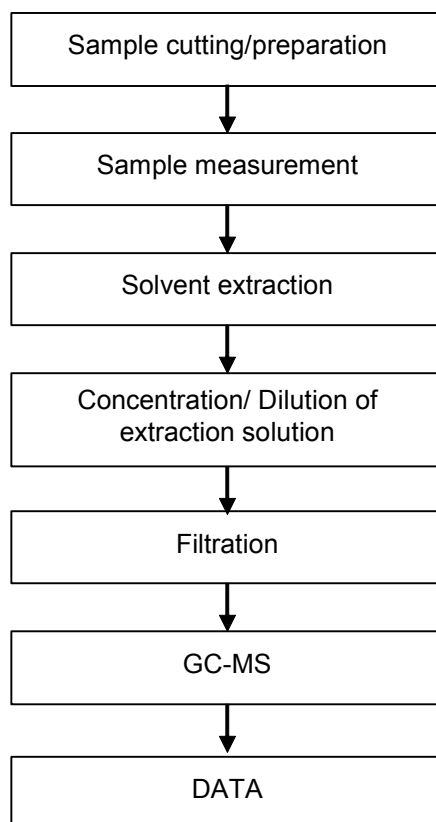 Sample cutting/preparation
Sample measurement
Solvent extraction
Concentration/ Dilution of
extraction solution
Filtration
GC-MS
DATA